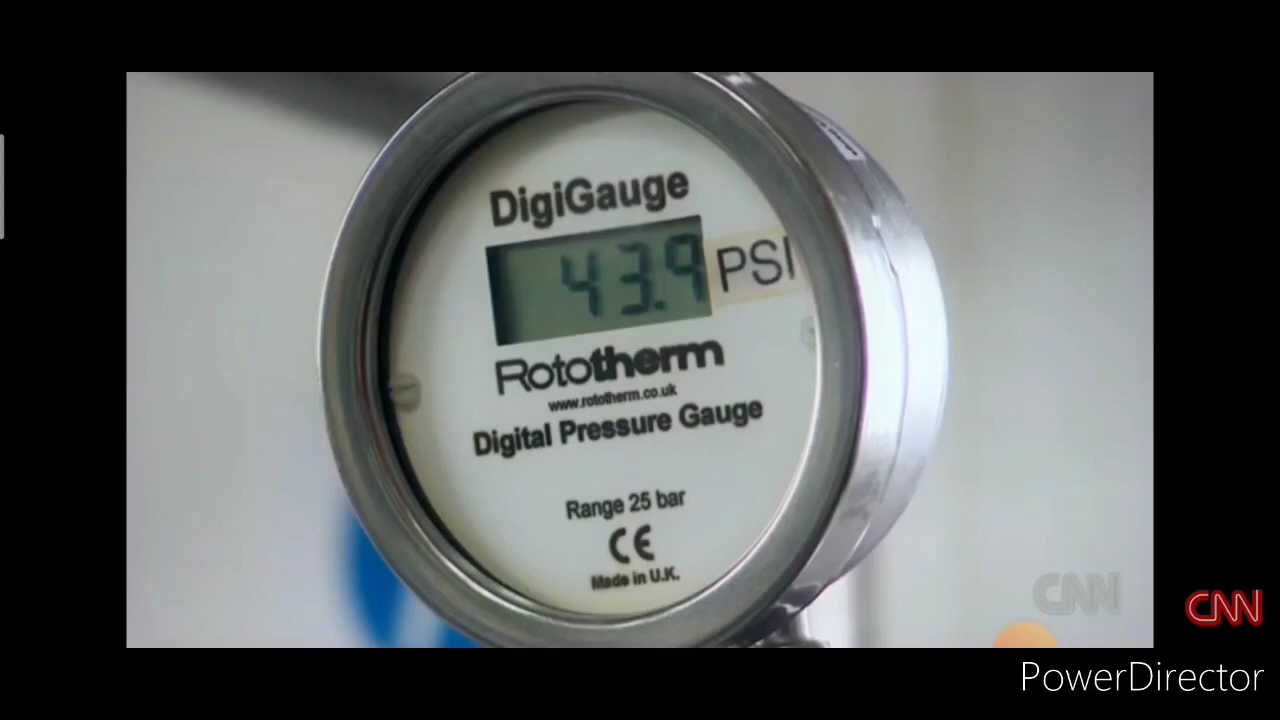 DigiGauge
43.9 PSI
Rototherm
www.rototherm.co.uk
Digital Pressure Gauge
Range 25 bar
CE
Made in U.K.
CNN
CNN
PowerDirector